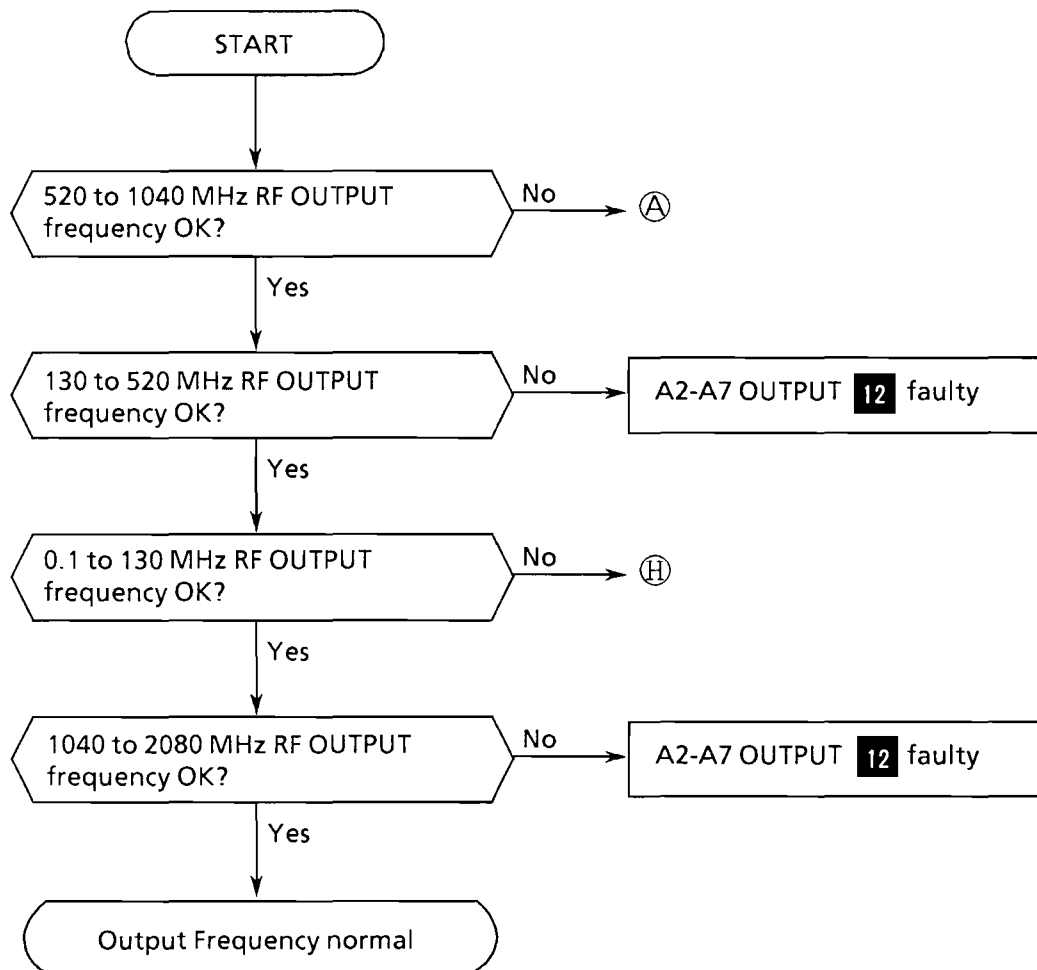 START
520 to 1040 MHz RF OUTPUT
frequency OK?
No
Ⓐ
Yes
130 to 520 MHz RF OUTPUT
frequency OK?
No
A2-A7 OUTPUT 12 faulty
Yes
0.1 to 130 MHz RF OUTPUT
frequency OK?
No
Ⓗ
Yes
1040 to 2080 MHz RF OUTPUT
frequency OK?
No
A2-A7 OUTPUT 12 faulty
Yes
Output Frequency normal